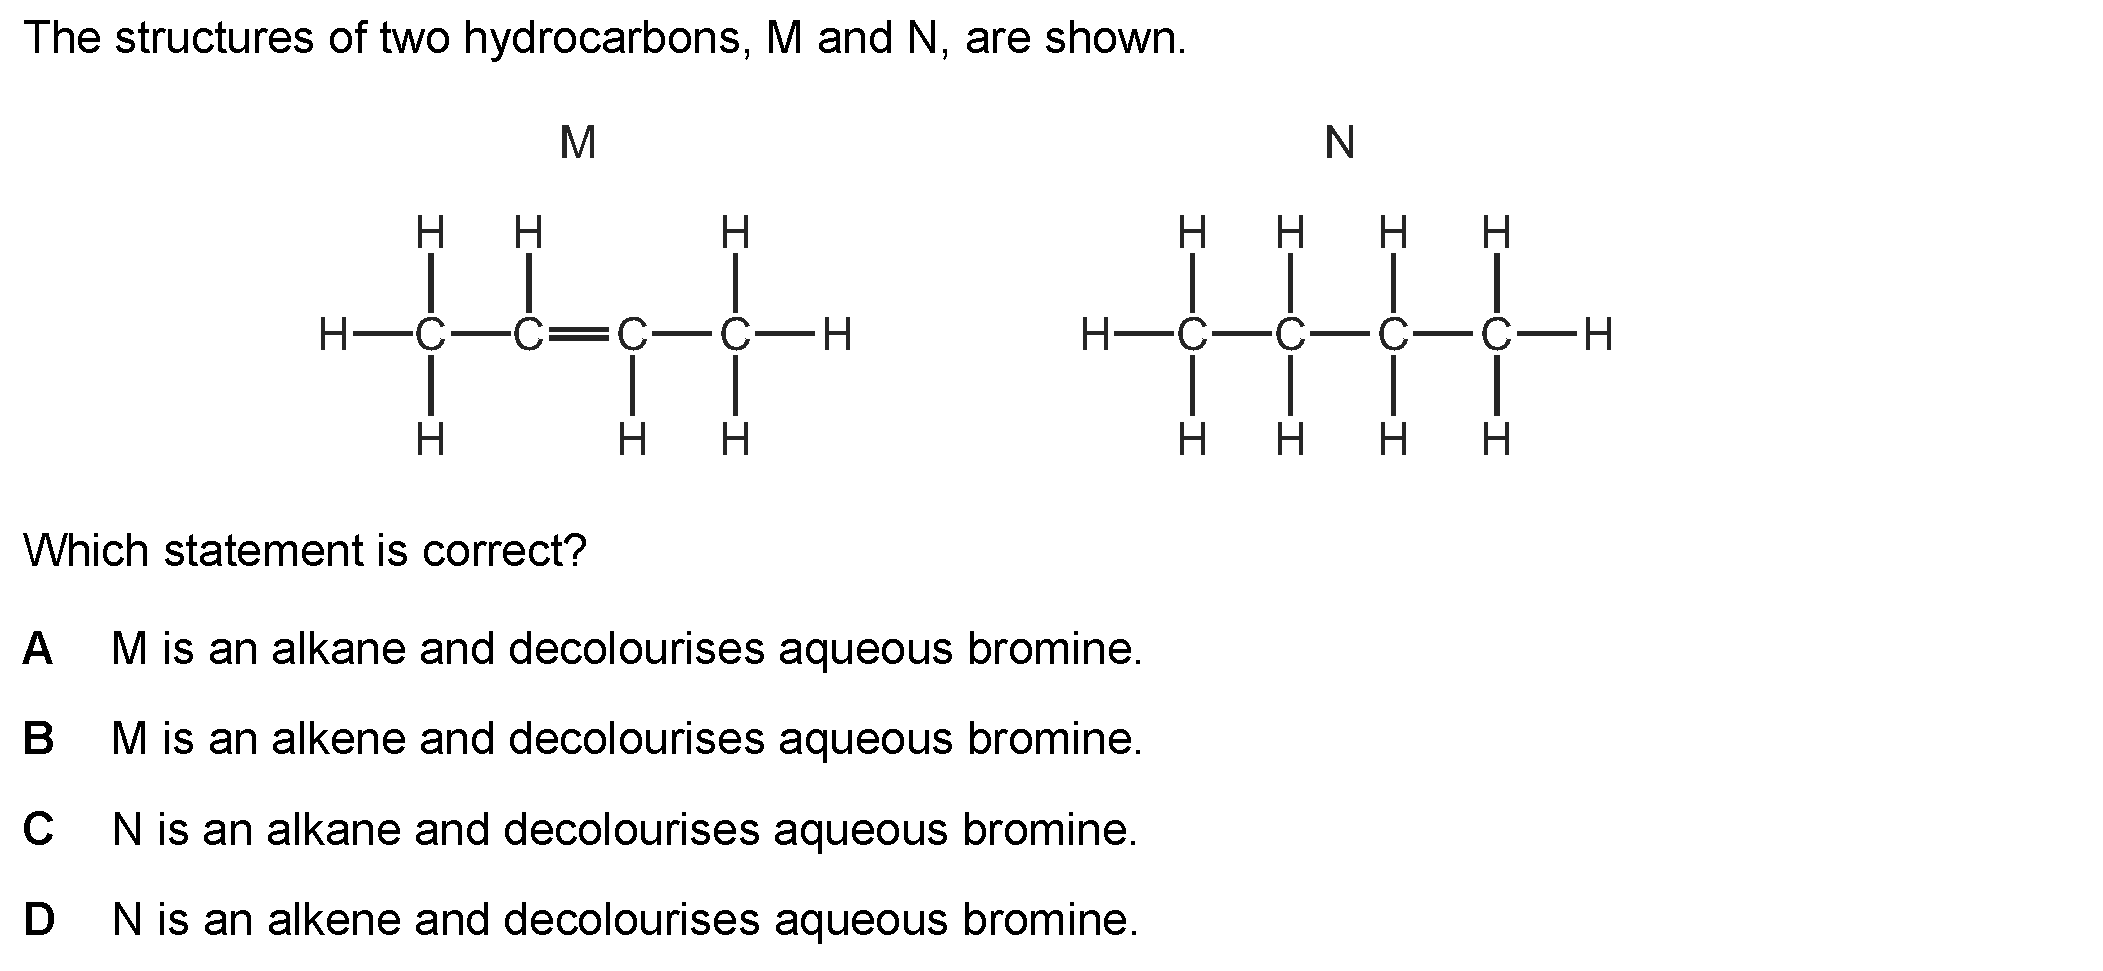 The structures of two hydrocarbons, M and N, are shown.
M N
H H H H H H H
H C C C C H H C C C C H
H H H H H H H
Which statement is correct?
A M is an alkane and decolourises aqueous bromine.
B M is an alkene and decolourises aqueous bromine.
C N is an alkane and decolourises aqueous bromine.
D N is an alkene and decolourises aqueous bromine.